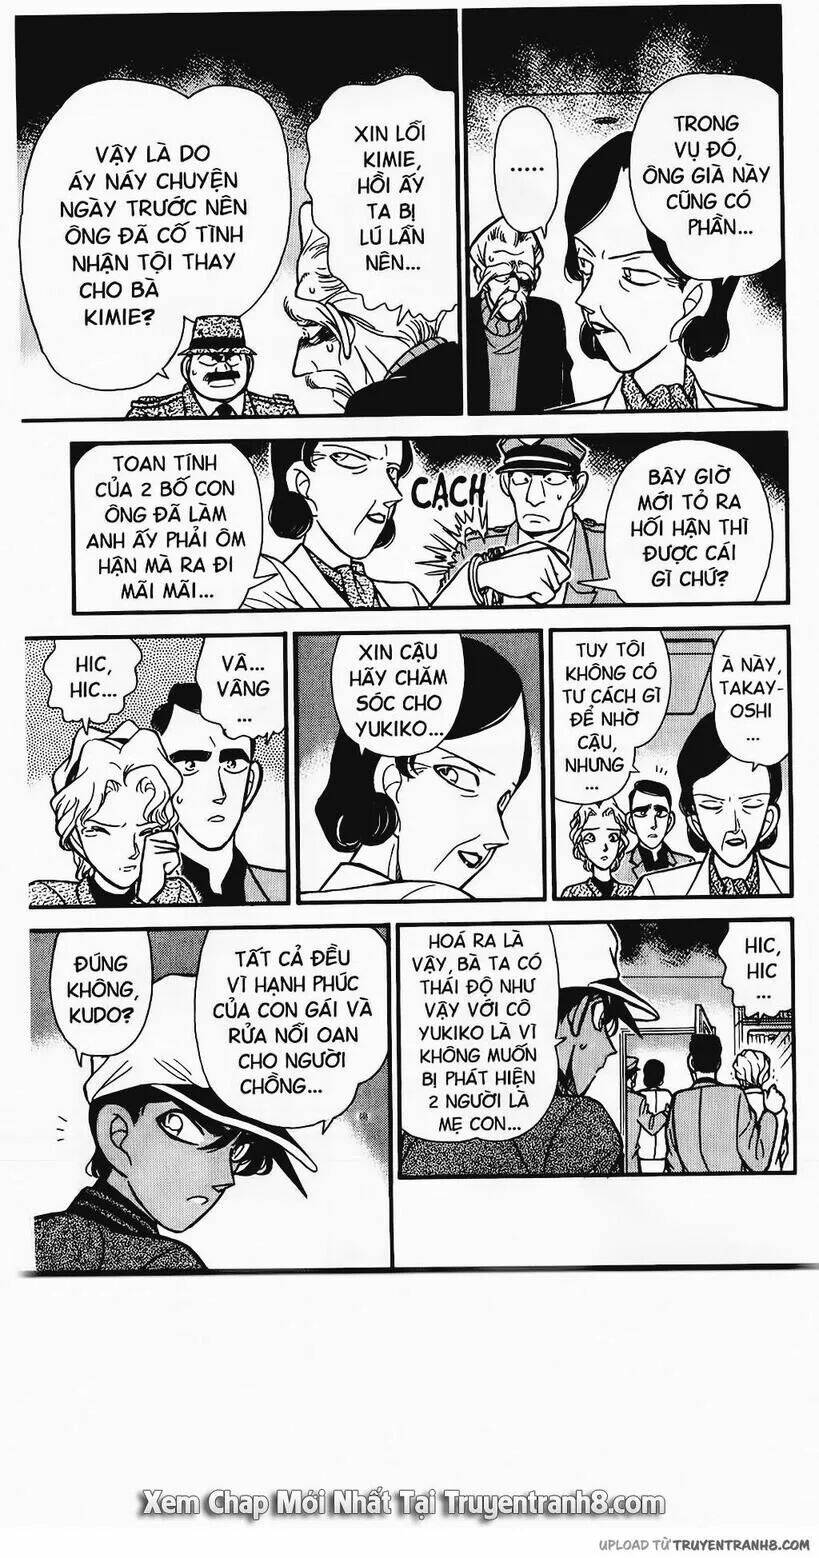 TRONG
VỤ ĐÓ,
ÔNG GIÀ NÀY
CŨNG CÓ
PHẦN...
.....
XIN LỖI
KIMIE,
HỒI ẤY
TA BỊ
LÚ LẪN
NÊN...
VẬY LÀ DO
ÁY NÁY CHUYỆN
NGÀY TRƯỚC NÊN
ÔNG ĐÃ CỐ TÌNH
NHẬN TỘI THAY
CHO BÀ
KIMIE?
BÂY GIỜ
MỚI TỎ RA
HỐI HẬN THÌ
ĐƯỢC CÁI
GÌ CHỨ?
CẠCH
TOAN TÍNH
CỦA 2 BỐ CON
ÔNG ĐÃ LÀM
ANH ẤY PHẢI ÔM
HẬN MÀ RA ĐI
MÃI MÃI...
À NÀY,
TAKAY-
OSHI
...
TUY TÔI
KHÔNG CÓ
TƯ CÁCH GÌ
ĐỂ NHỜ
CẬU,
NHƯNG
...
XIN CẬU
HÃY CHĂM
SÓC CHO
YUKIKO...
VÂ...
VÂNG
...
HIC,
HIC...
HIC,
HIC
...
HOÁ RA LÀ
VẬY, BÀ TA CÓ
THÁI ĐỘ NHƯ
VẬY VỚI CÔ
YUKIKO LÀ VÌ
KHÔNG MUỐN
BỊ PHÁT HIỆN
2 NGƯỜI LÀ
MẸ CON...
TẤT CẢ ĐỀU
VÌ HẠNH PHÚC
CỦA CON GÁI VÀ
RỬA NỖI OAN
CHO NGƯỜI
CHỒNG...
ĐÚNG
KHÔNG,
KUDO?
Xem Chap Mới Nhất Tại Truyentranh8.com
UPLOAD TỪ TRUYENTRANH8.COM